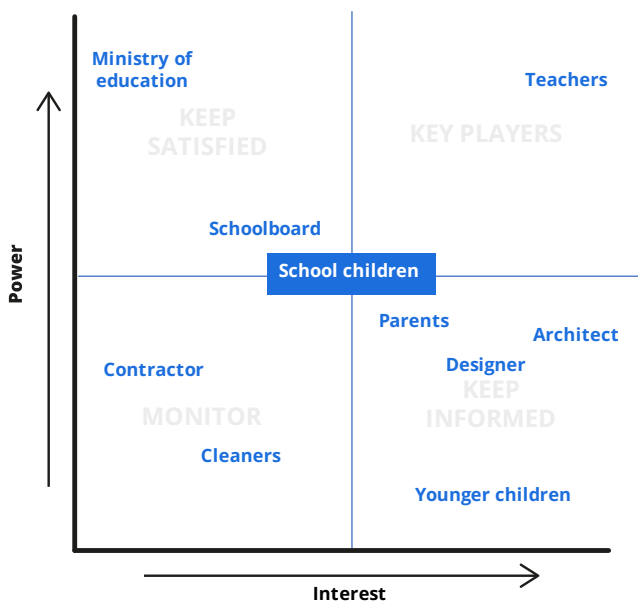 Ministry of
education
Teachers
KEEP
SATISFIED
KEY PLAYERS
Schoolboard
School children
Power
Parents
Architect
Designer
Contractor
KEEP
INFORMED
MONITOR
Cleaners
Younger children
Interest